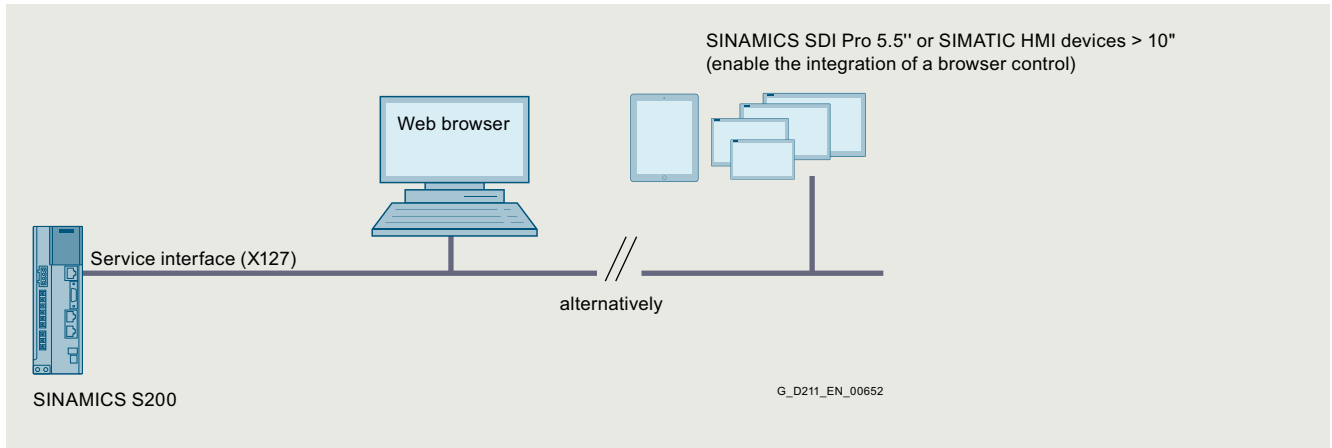 SINAMICS SDI Pro 5.5'' or SIMATIC HMI devices > 10"
(enable the integration of a browser control)
Web browser
Service interface (X127)
alternatively
G_D211_EN_00652
SINAMICS S200